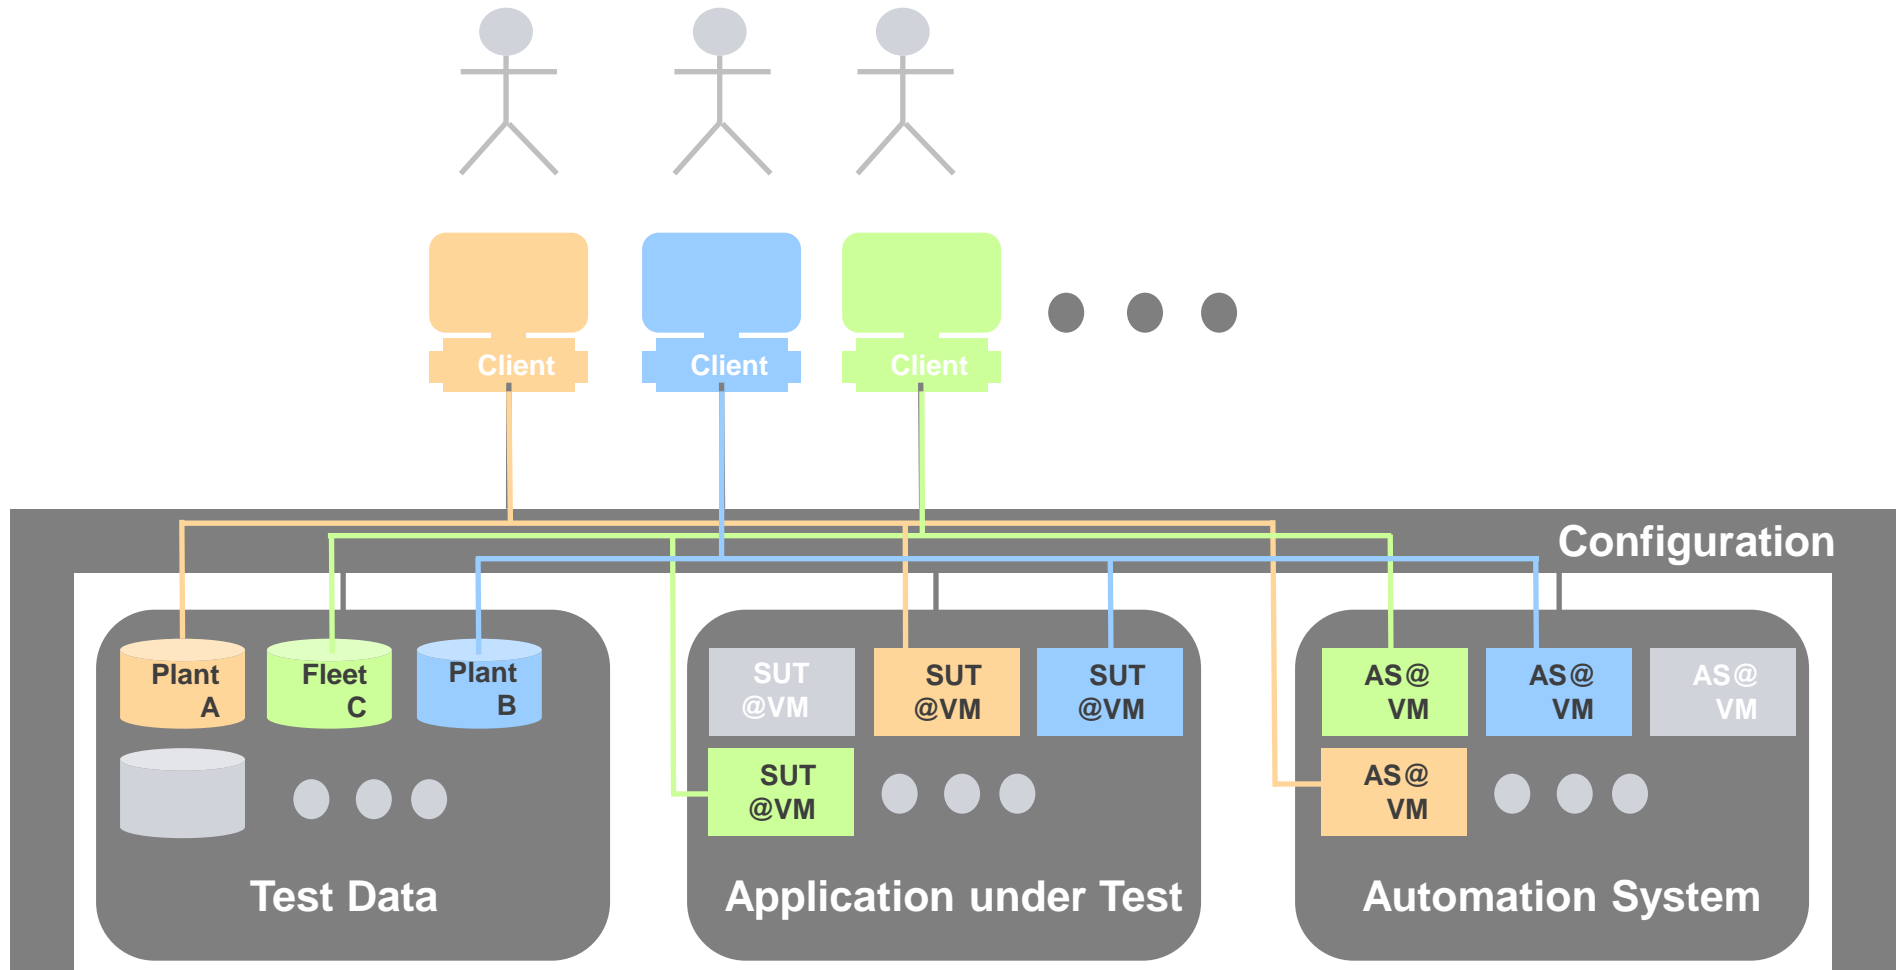 Client
Client
Client
Configuration
Plant
A
Fleet
C
Plant
B
SUT
@VM
SUT
@VM
SUT
@VM
AS@
VM
AS@
VM
AS@
VM
SUT
@VM
AS@
VM
Test Data
Application under Test
Automation System